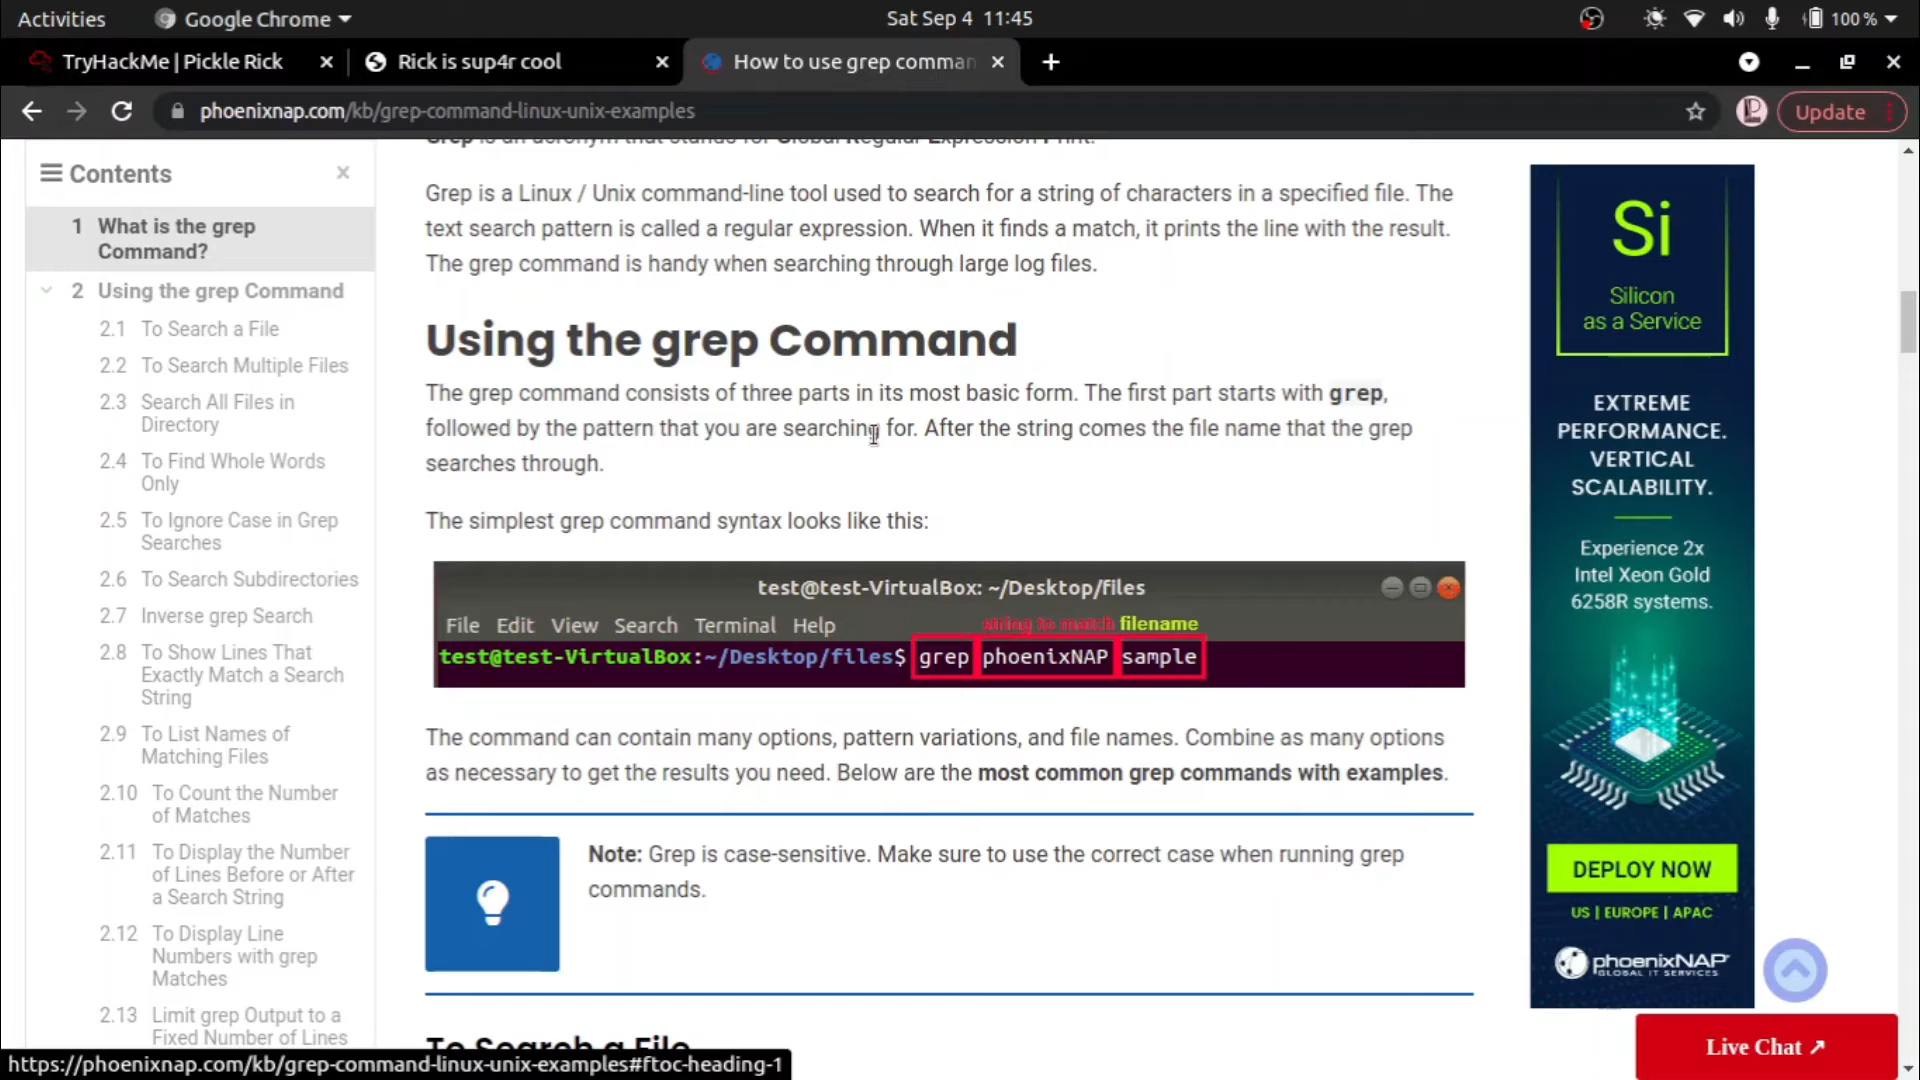 Activities
Google Chrome
Sat Sep 4 11:45
100 %
TryHackMe | Pickle Rick
Rick is sup4r cool
How to use grep comman
phoenixnap.com/kb/grep-command-linux-unix-examples
Update
Contents
1 What is the grep
Command?
2 Using the grep Command
2.1 To Search a File
2.2 To Search Multiple Files
2.3 Search All Files in
Directory
2.4 To Find Whole Words
Only
2.5 To Ignore Case in Grep
Searches
2.6 To Search Subdirectories
2.7 Inverse grep Search
2.8 To Show Lines That
Exactly Match a Search
String
2.9 To List Names of
Matching Files
2.10 To Count the Number
of Matches
2.11 To Display the Number
of Lines Before or After
a Search String
2.12 To Display Line
Numbers with grep
Matches
2.13 Limit grep Output to a
Fixed Number of Lines
Grep is an acronym that stands for Global Regular Expression Print.
Grep is a Linux / Unix command-line tool used to search for a string of characters in a specified file. The
text search pattern is called a regular expression. When it finds a match, it prints the line with the result.
The grep command is handy when searching through large log files.
Using the grep Command
The grep command consists of three parts in its most basic form. The first part starts with grep,
followed by the pattern that you are searching for. After the string comes the file name that the grep
searches through.
The simplest grep command syntax looks like this:
test@test-VirtualBox: ~/Desktop/files
File Edit View Search Terminal Help
string to match filename
test@test-VirtualBox:~/Desktop/files$ grep phoenixNAP sample
The command can contain many options, pattern variations, and file names. Combine as many options
as necessary to get the results you need. Below are the most common grep commands with examples.
Note: Grep is case-sensitive. Make sure to use the correct case when running grep
commands.
To Search a File
Si
Silicon
as a Service
EXTREME
PERFORMANCE.
VERTICAL
SCALABILITY.
Experience 2x
Intel Xeon Gold
6258R systems.
DEPLOY NOW
US | EUROPE | APAC
phoenixNAP
GLOBAL IT SERVICES
Live Chat ↗
https://phoenixnap.com/kb/grep-command-linux-unix-examples#ftoc-heading-1